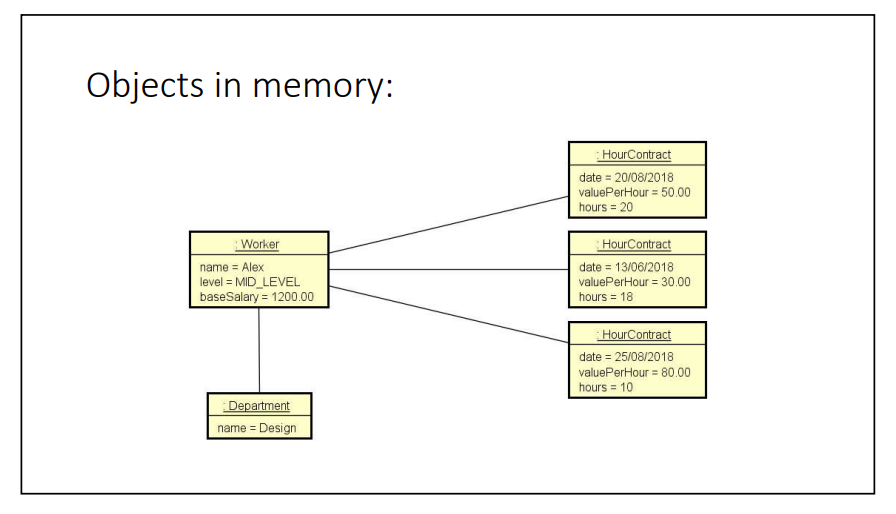 Objects in memory:
: HourContract
date = 20/08/2018
valuePerHour = 50.00
hours = 20
: Worker
name = Alex
level = MID_LEVEL
baseSalary = 1200.00
: HourContract
date = 13/06/2018
valuePerHour = 30.00
hours = 18
: HourContract
date = 25/08/2018
valuePerHour = 80.00
hours = 10
: Department
name = Design